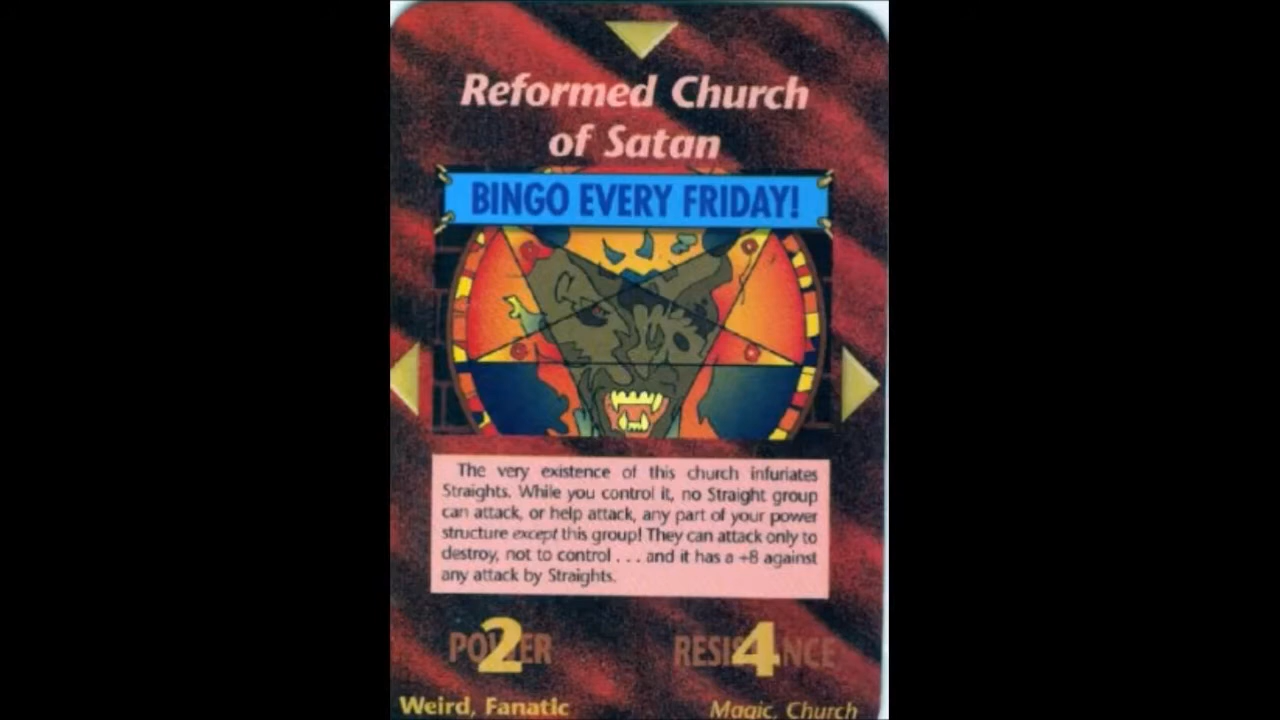 Reformed Church
of Satan
BINGO EVERY FRIDAY!
The very existence of this church infuriates
Straights. While you control it, no Straight group
can attack, or help attack, any part of your power
structure except this group! They can attack only to
destroy, not to control . . . and it has a +8 against
any attack by Straights.
POWER 2
RESISTANCE 4
Weird, Fanatic
Magic, Church